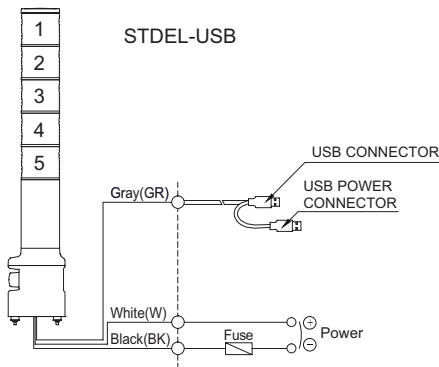 STDEL-USB
1
2
3
4
5
USB CONNECTOR
USB POWER
CONNECTOR
Gray(GR)
White(W)
Black(BK)
Fuse
+
Power
−